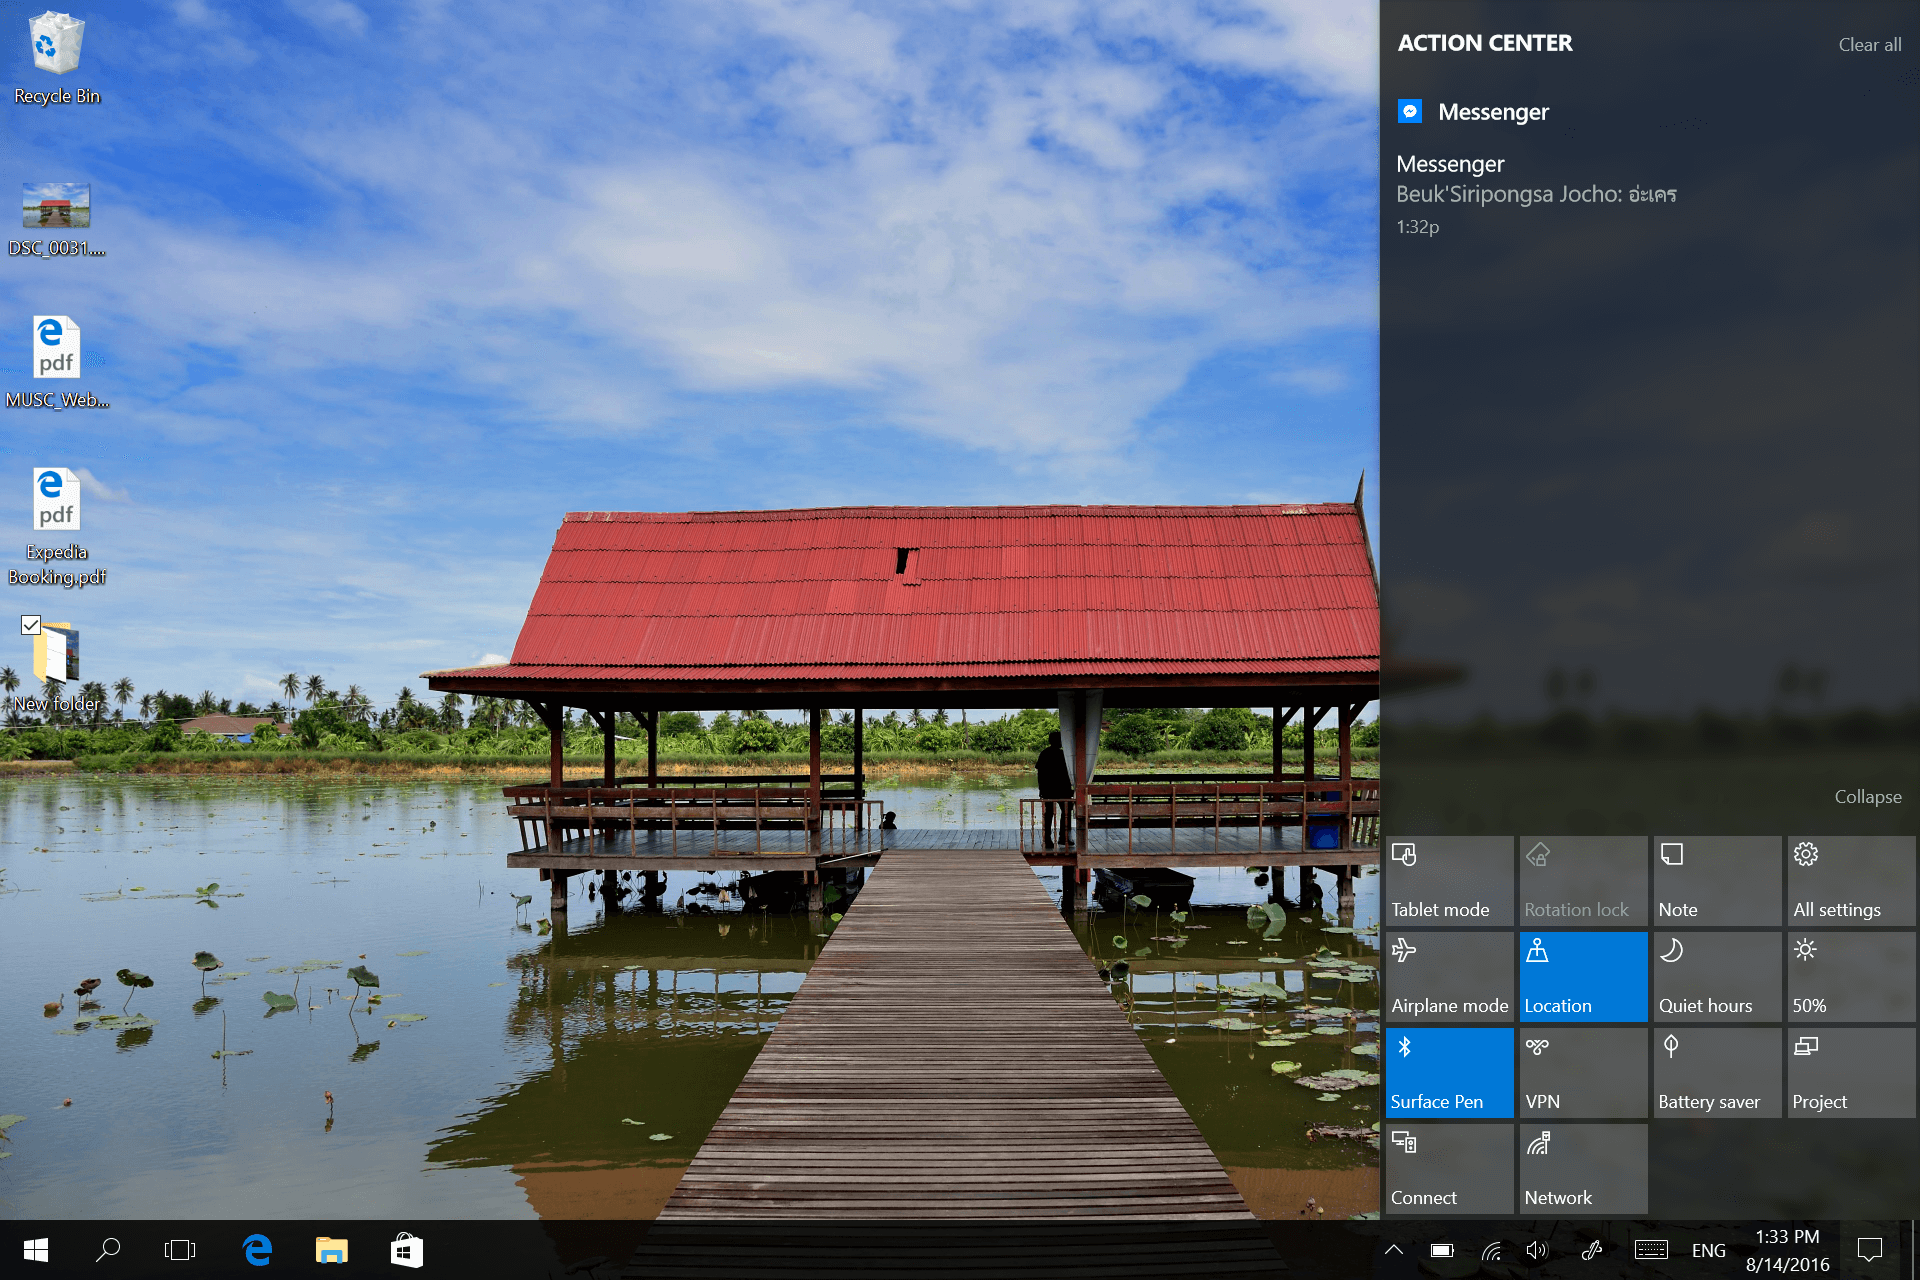 Recycle Bin
DSC_0031....
pdf
MUSC_Web...
pdf
Expedia
Booking.pdf
New folder
ACTION CENTER
Clear all
Messenger
Messenger
Beuk'Siripongsa Jocho: อ่ะเคร
1:32p
Collapse
Tablet mode
Rotation lock
Note
All settings
Airplane mode
Location
Quiet hours
50%
Surface Pen
VPN
Battery saver
Project
Connect
Network
ENG
1:33 PM
8/14/2016